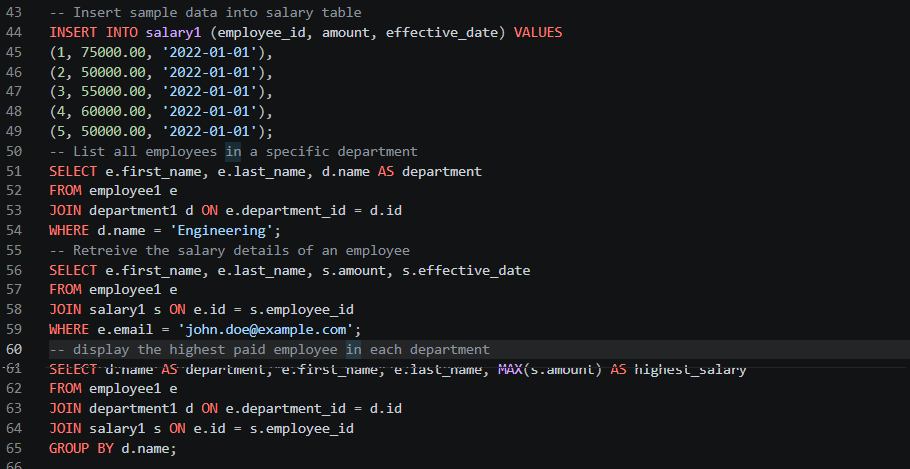 43 -- Insert sample data into salary table
44 INSERT INTO salary1 (employee_id, amount, effective_date) VALUES
45 (1, 75000.00, '2022-01-01'),
46 (2, 50000.00, '2022-01-01'),
47 (3, 55000.00, '2022-01-01'),
48 (4, 60000.00, '2022-01-01'),
49 (5, 50000.00, '2022-01-01');
50 -- List all employees in a specific department
51 SELECT e.first_name, e.last_name, d.name AS department
52 FROM employee1 e
53 JOIN department1 d ON e.department_id = d.id
54 WHERE d.name = 'Engineering';
55 -- Retreive the salary details of an employee
56 SELECT e.first_name, e.last_name, s.amount, s.effective_date
57 FROM employee1 e
58 JOIN salary1 s ON e.id = s.employee_id
59 WHERE e.email = 'john.doe@example.com';
60 -- display the highest paid employee in each department
61 SELECT d.name AS department, e.first_name, e.last_name, MAX(s.amount) AS highest_salary
62 FROM employee1 e
63 JOIN department1 d ON e.department_id = d.id
64 JOIN salary1 s ON e.id = s.employee_id
65 GROUP BY d.name;
66